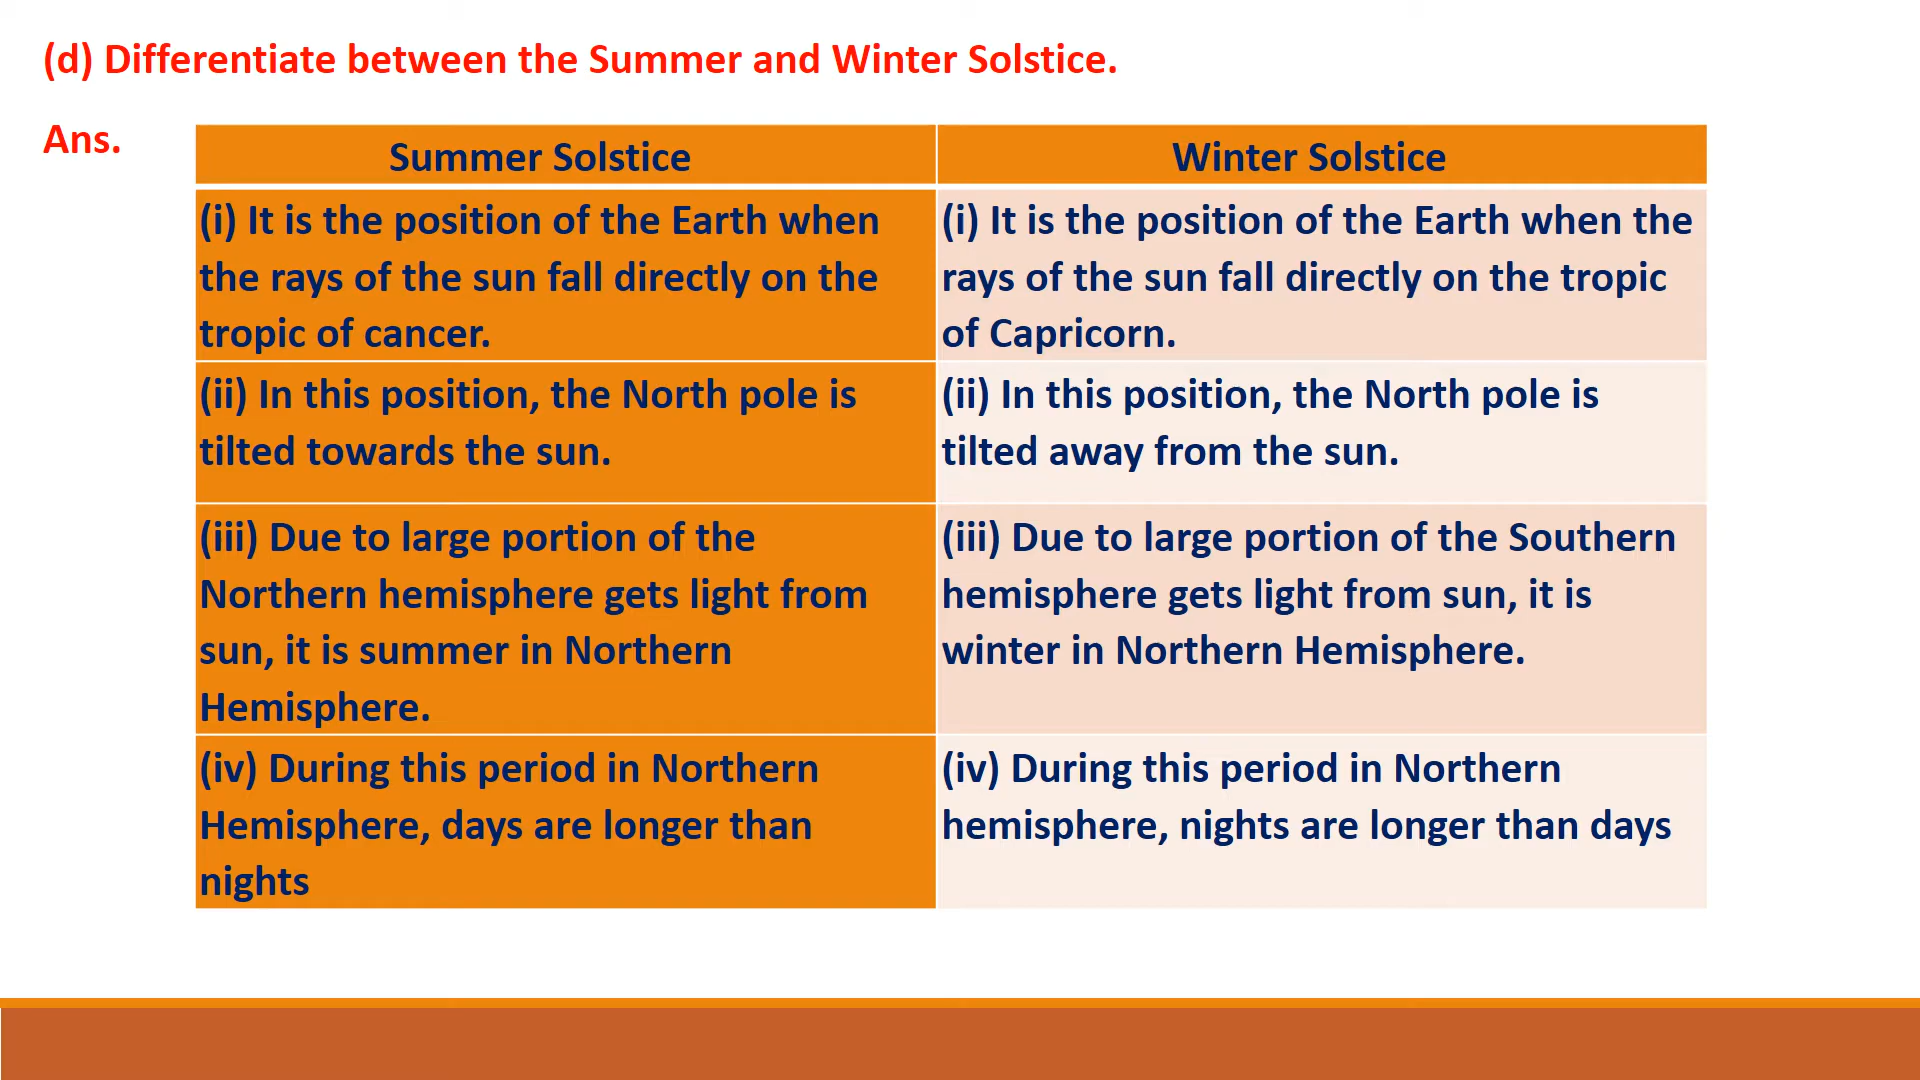 (d) Differentiate between the Summer and Winter Solstice.
Ans.
Summer Solstice
Winter Solstice
(i) It is the position of the Earth when
the rays of the sun fall directly on the
tropic of cancer.
(i) It is the position of the Earth when the
rays of the sun fall directly on the tropic
of Capricorn.
(ii) In this position, the North pole is
tilted towards the sun.
(ii) In this position, the North pole is
tilted away from the sun.
(iii) Due to large portion of the
Northern hemisphere gets light from
sun, it is summer in Northern
Hemisphere.
(iii) Due to large portion of the Southern
hemisphere gets light from sun, it is
winter in Northern Hemisphere.
(iv) During this period in Northern
Hemisphere, days are longer than
nights
(iv) During this period in Northern
hemisphere, nights are longer than days